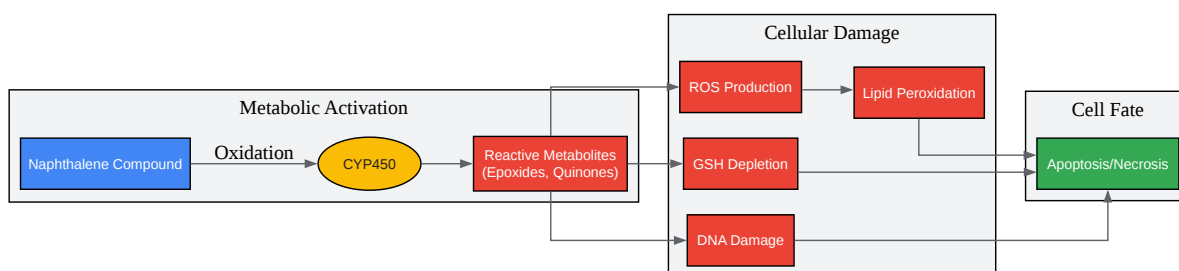 Cellular Damage
ROS Production
Lipid Peroxidation
Metabolic Activation
Cell Fate
Naphthalene Compound
Oxidation
CYP450
Reactive Metabolites
(Epoxides, Quinones)
GSH Depletion
Apoptosis/Necrosis
DNA Damage